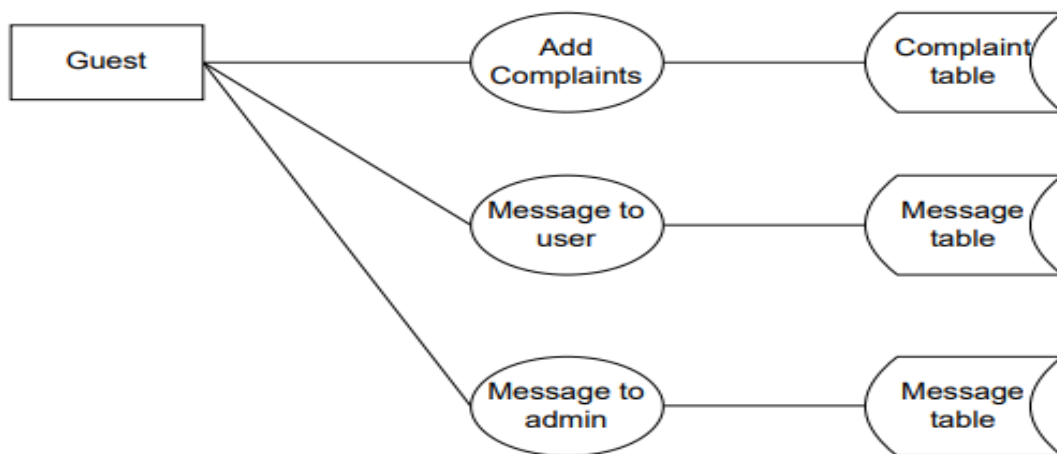 Guest
Add
Complaints
Complaint
table
Message to
user
Message
table
Message to
admin
Message
table